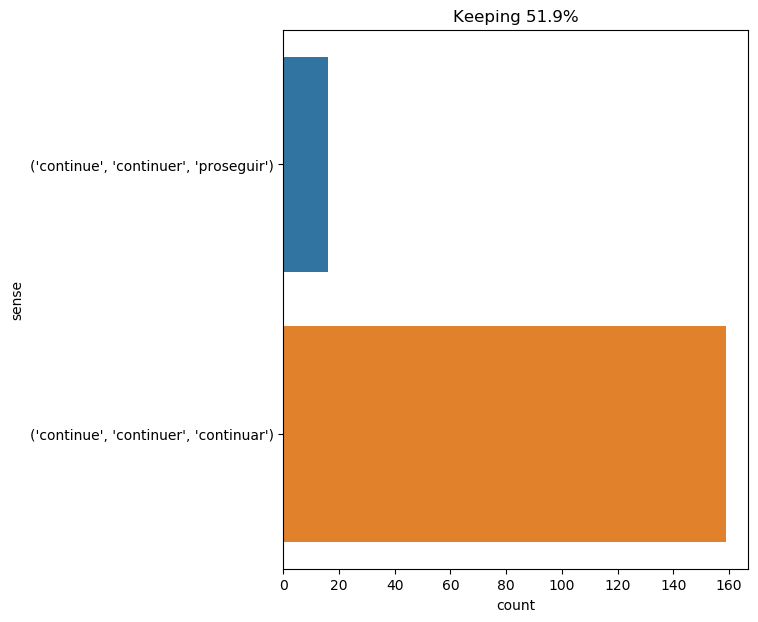 Keeping 51.9%
('continue', 'continuer', 'proseguir')
sense
('continue', 'continuer', 'continuar')
0 20 40 60 80 100 120 140 160
count